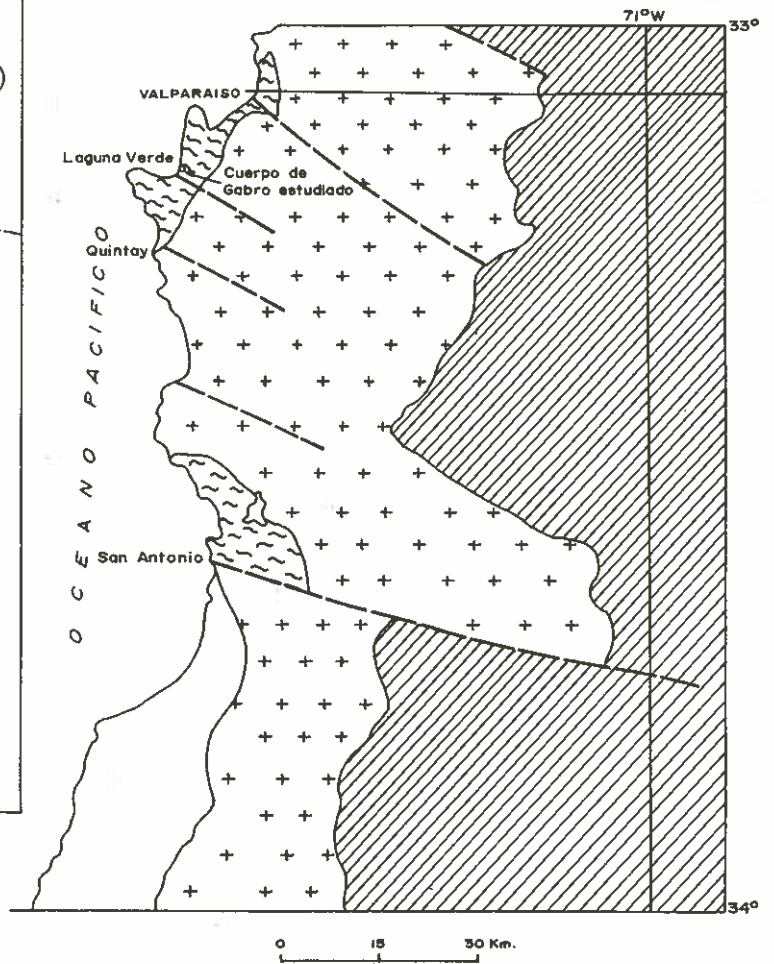 71°W
33°
VALPARAISO
Laguna Verde
Cuerpo de
Gabro estudiado
Quintay
OCEANO PACIFICO
San Antonio
34°
0 15 30 Km.